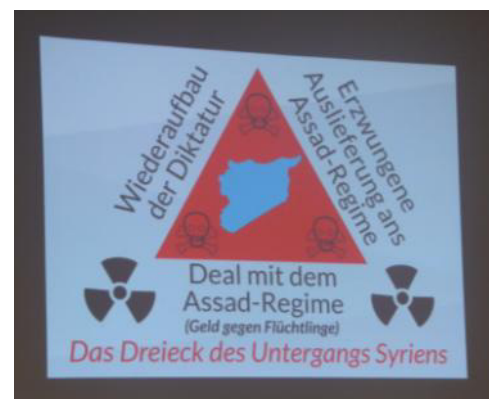 Wiederaufbau
der Diktatur
Erzwungene
Auslieferung ans
Assad-Regime
Deal mit dem
Assad-Regime
(Geld gegen Flüchtlinge)
Das Dreieck des Untergangs Syriens